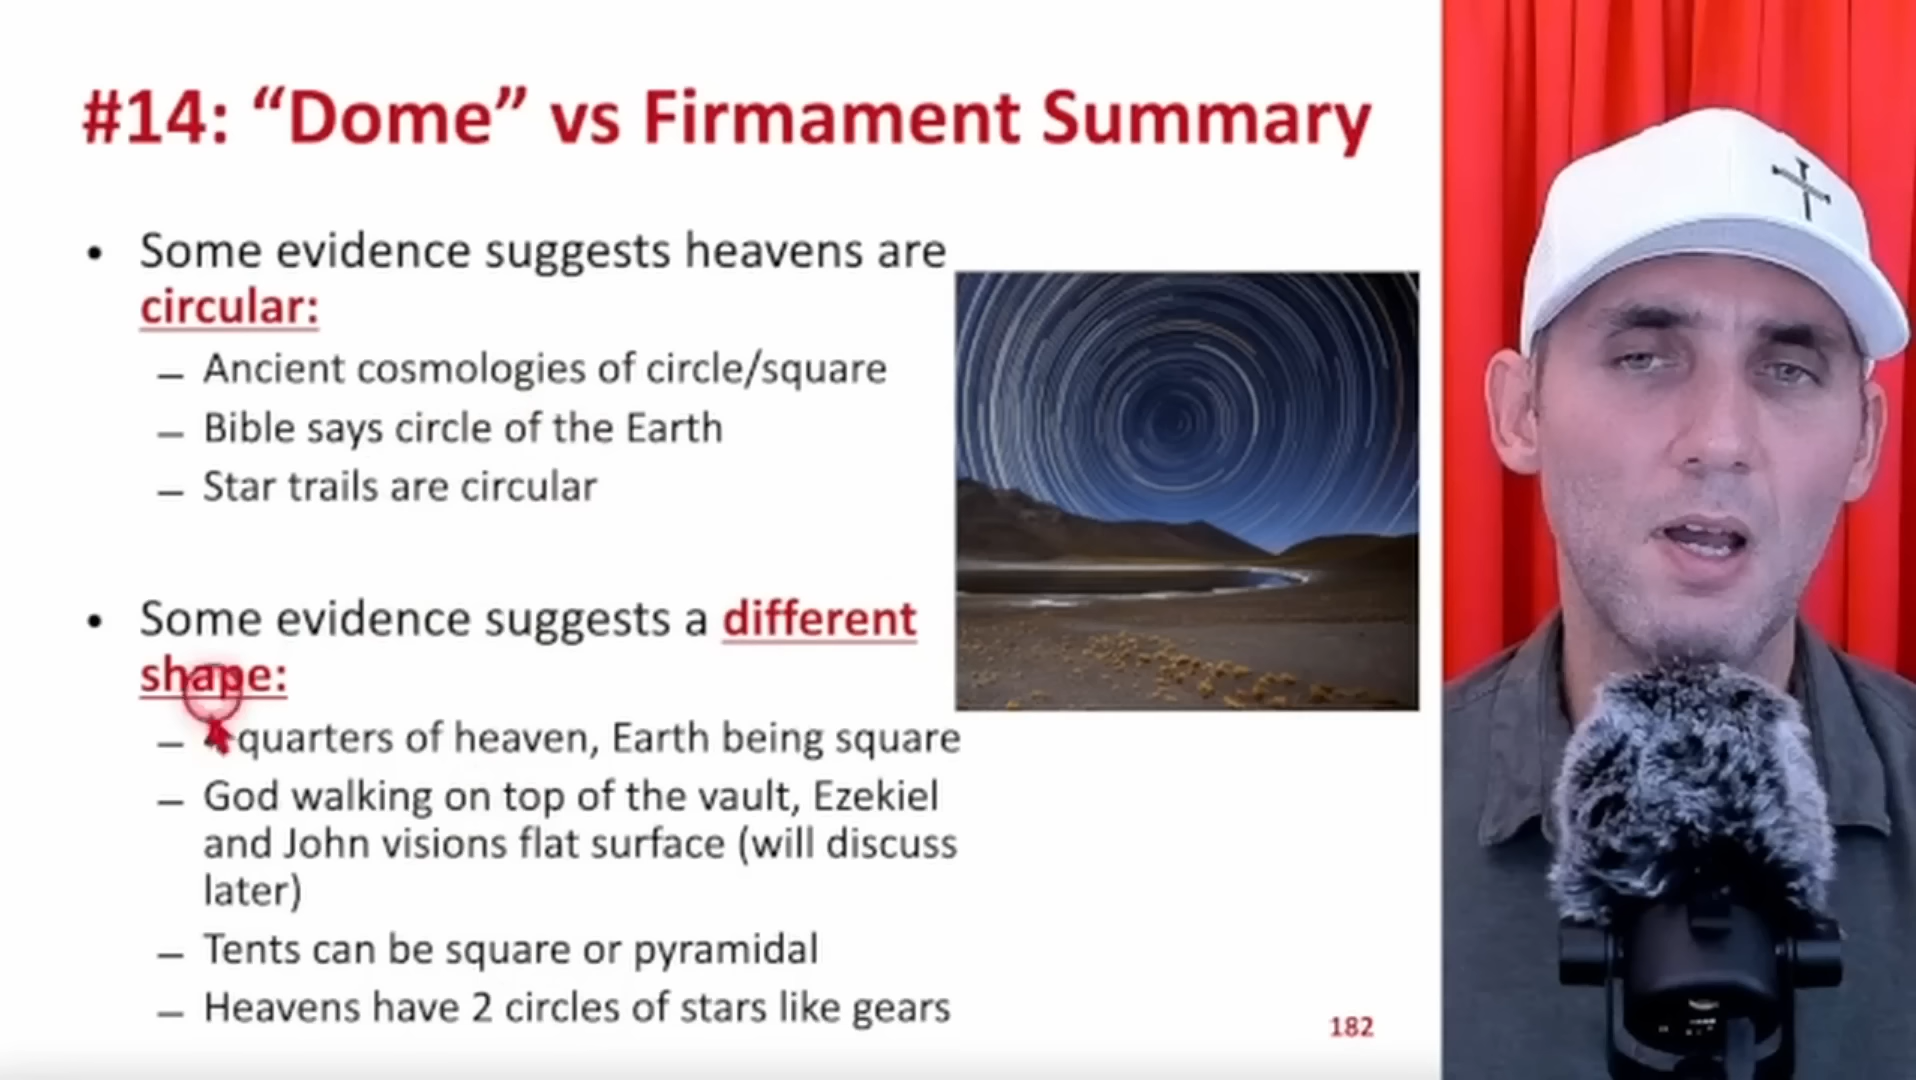 #14: “Dome” vs Firmament Summary
• Some evidence suggests heavens are
circular:
– Ancient cosmologies of circle/square
– Bible says circle of the Earth
– Star trails are circular
• Some evidence suggests a different
shape:
– 4 quarters of heaven, Earth being square
– God walking on top of the vault, Ezekiel
and John visions flat surface (will discuss
later)
– Tents can be square or pyramidal
– Heavens have 2 circles of stars like gears
182